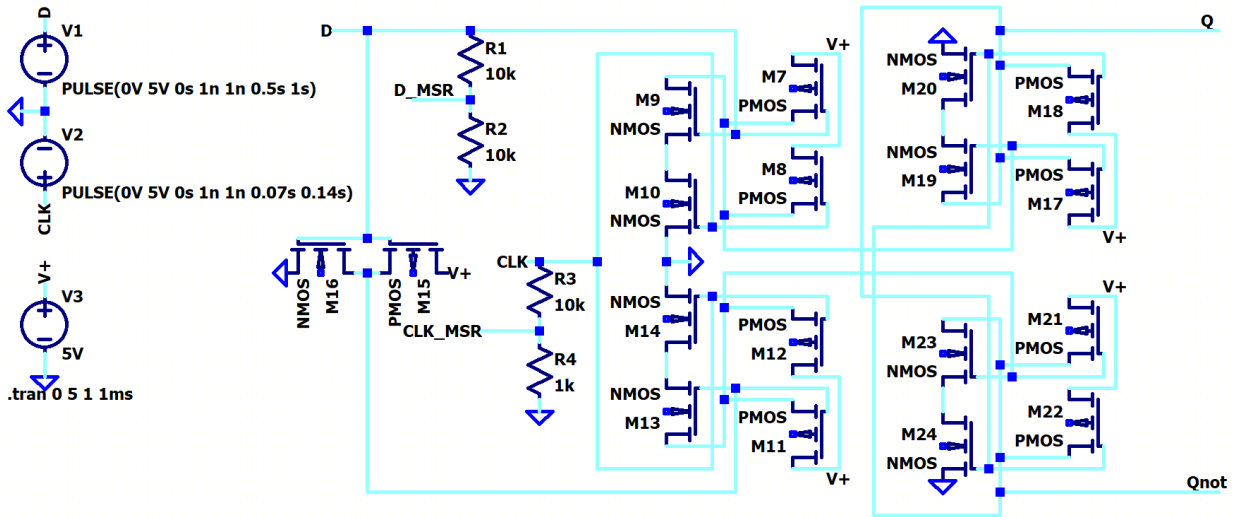 D
V1
PULSE(0V 5V 0s 1n 1n 0.5s 1s)
V2
PULSE(0V 5V 0s 1n 1n 0.07s 0.14s)
CLK
V+
V3
5V
.tran 0 5 1 1ms
D
R1
10k
D_MSR
R2
10k
NMOS
M16
PMOS
M15
V+
CLK
R3
10k
CLK_MSR
R4
1k
V+
M7
PMOS
M9
NMOS
M8
PMOS
M10
NMOS
NMOS
M14
PMOS
M12
NMOS
M13
PMOS
M11
V+
Q
NMOS
M20
PMOS
M18
NMOS
M19
PMOS
M17
V+
V+
M21
PMOS
M23
NMOS
M22
PMOS
M24
NMOS
Qnot